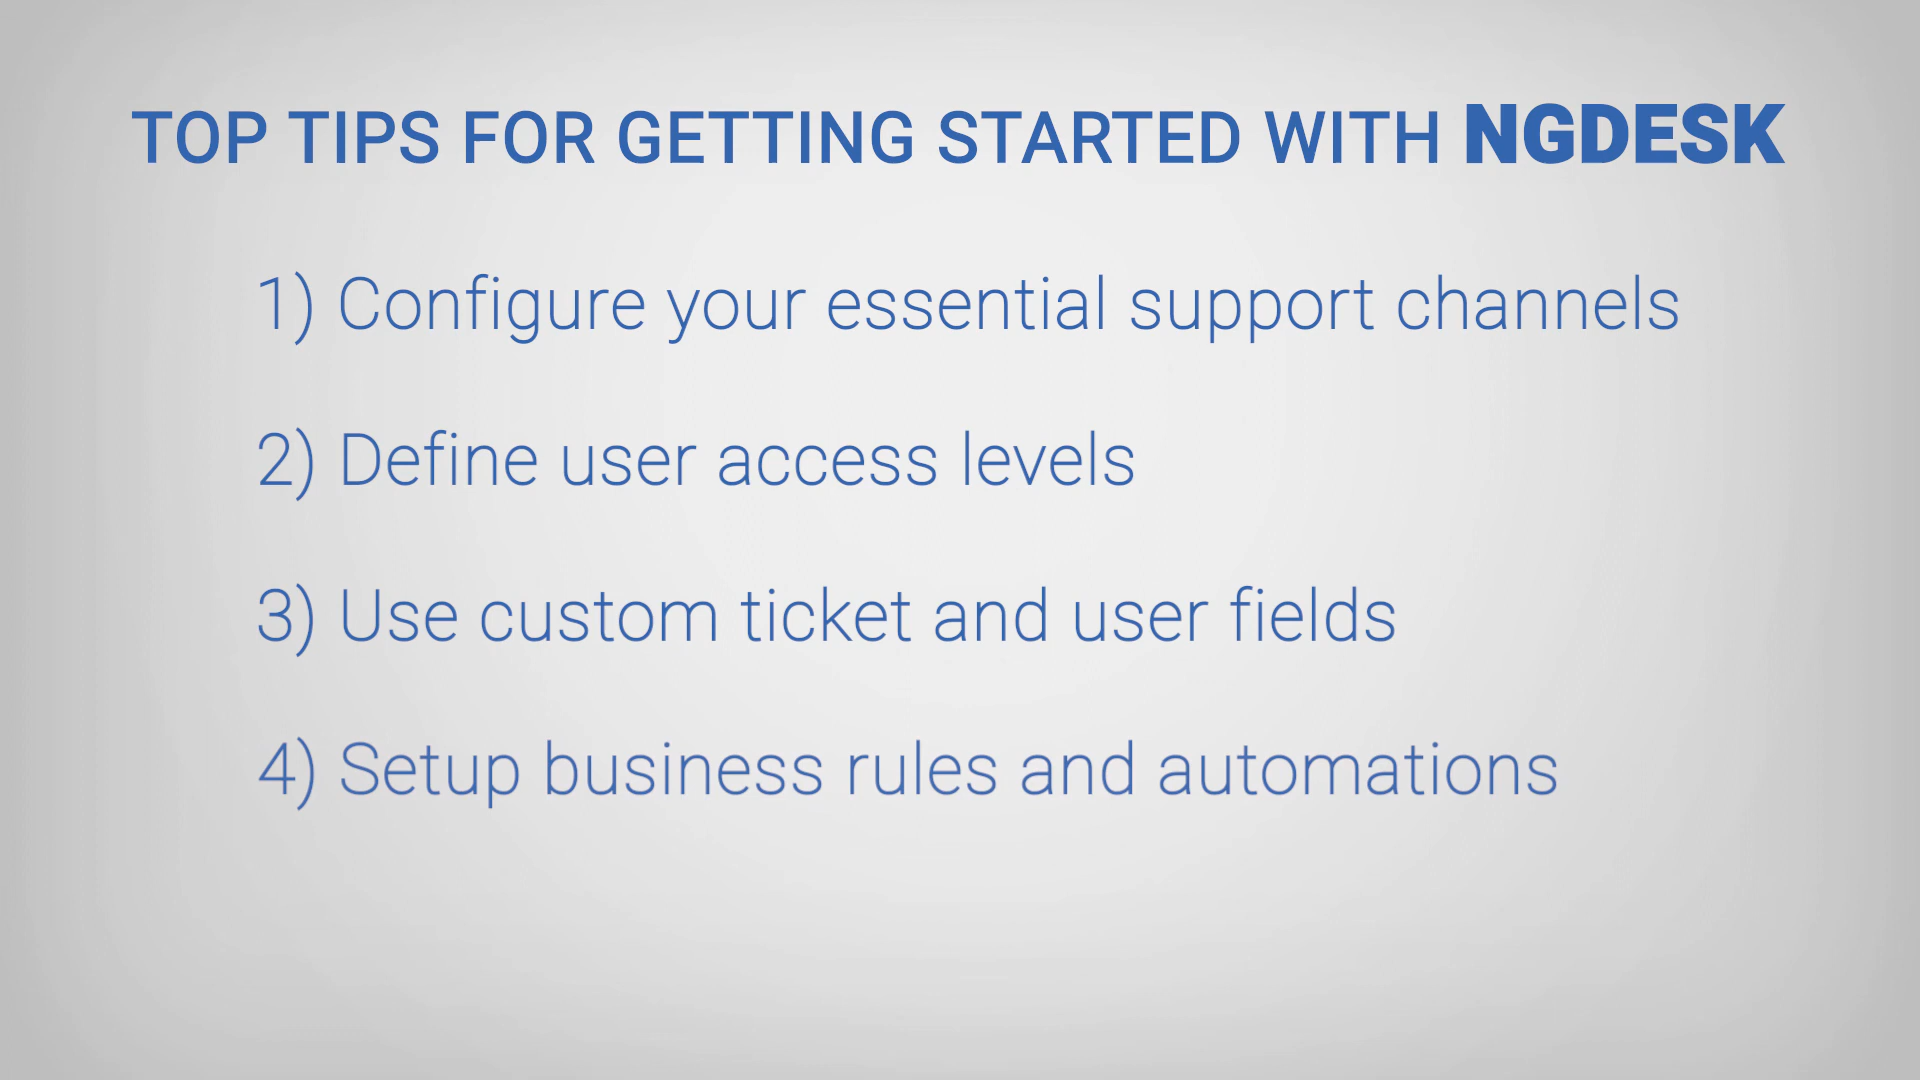 TOP TIPS FOR GETTING STARTED WITH NGDESK
1) Configure your essential support channels
2) Define user access levels
3) Use custom ticket and user fields
4) Setup business rules and automations